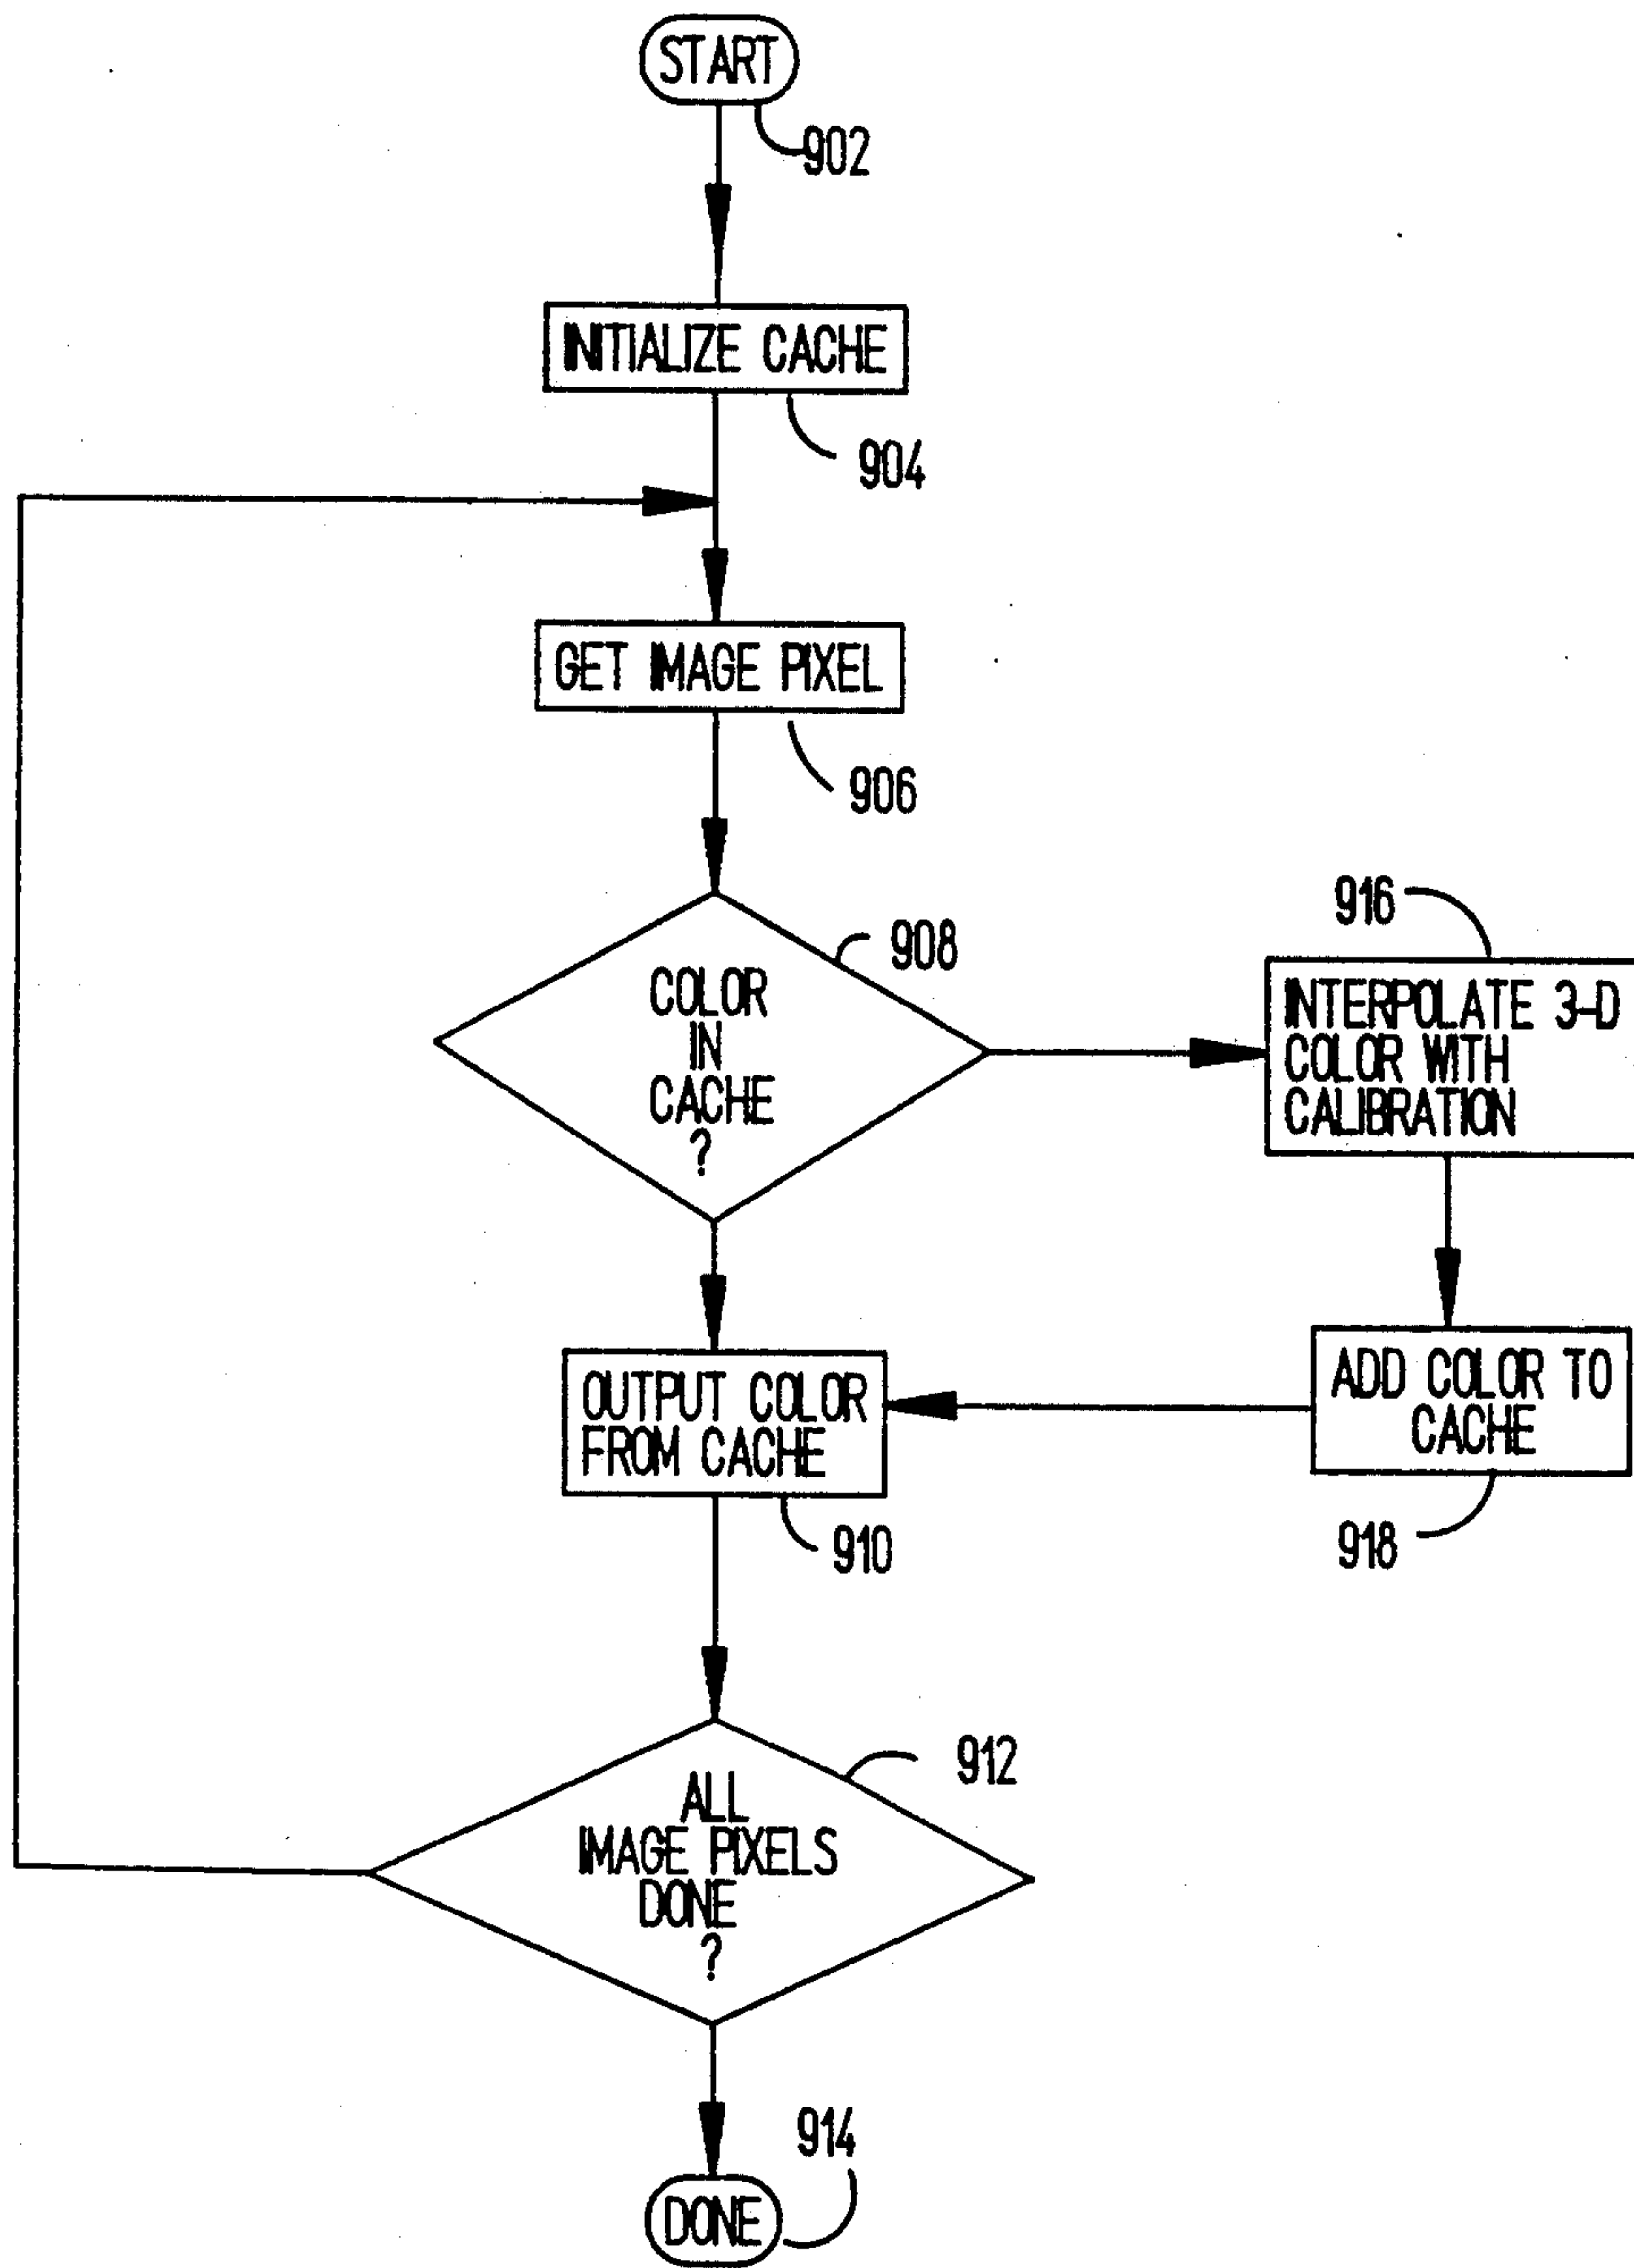 START
902
INITIALIZE CACHE
904
GET IMAGE PIXEL
906
COLOR
IN
CACHE
?
908
916
INTERPOLATE 3-D
COLOR WITH
CALIBRATION
ADD COLOR TO
CACHE
918
OUTPUT COLOR
FROM CACHE
910
ALL
IMAGE PIXELS
DONE
?
912
914
DONE